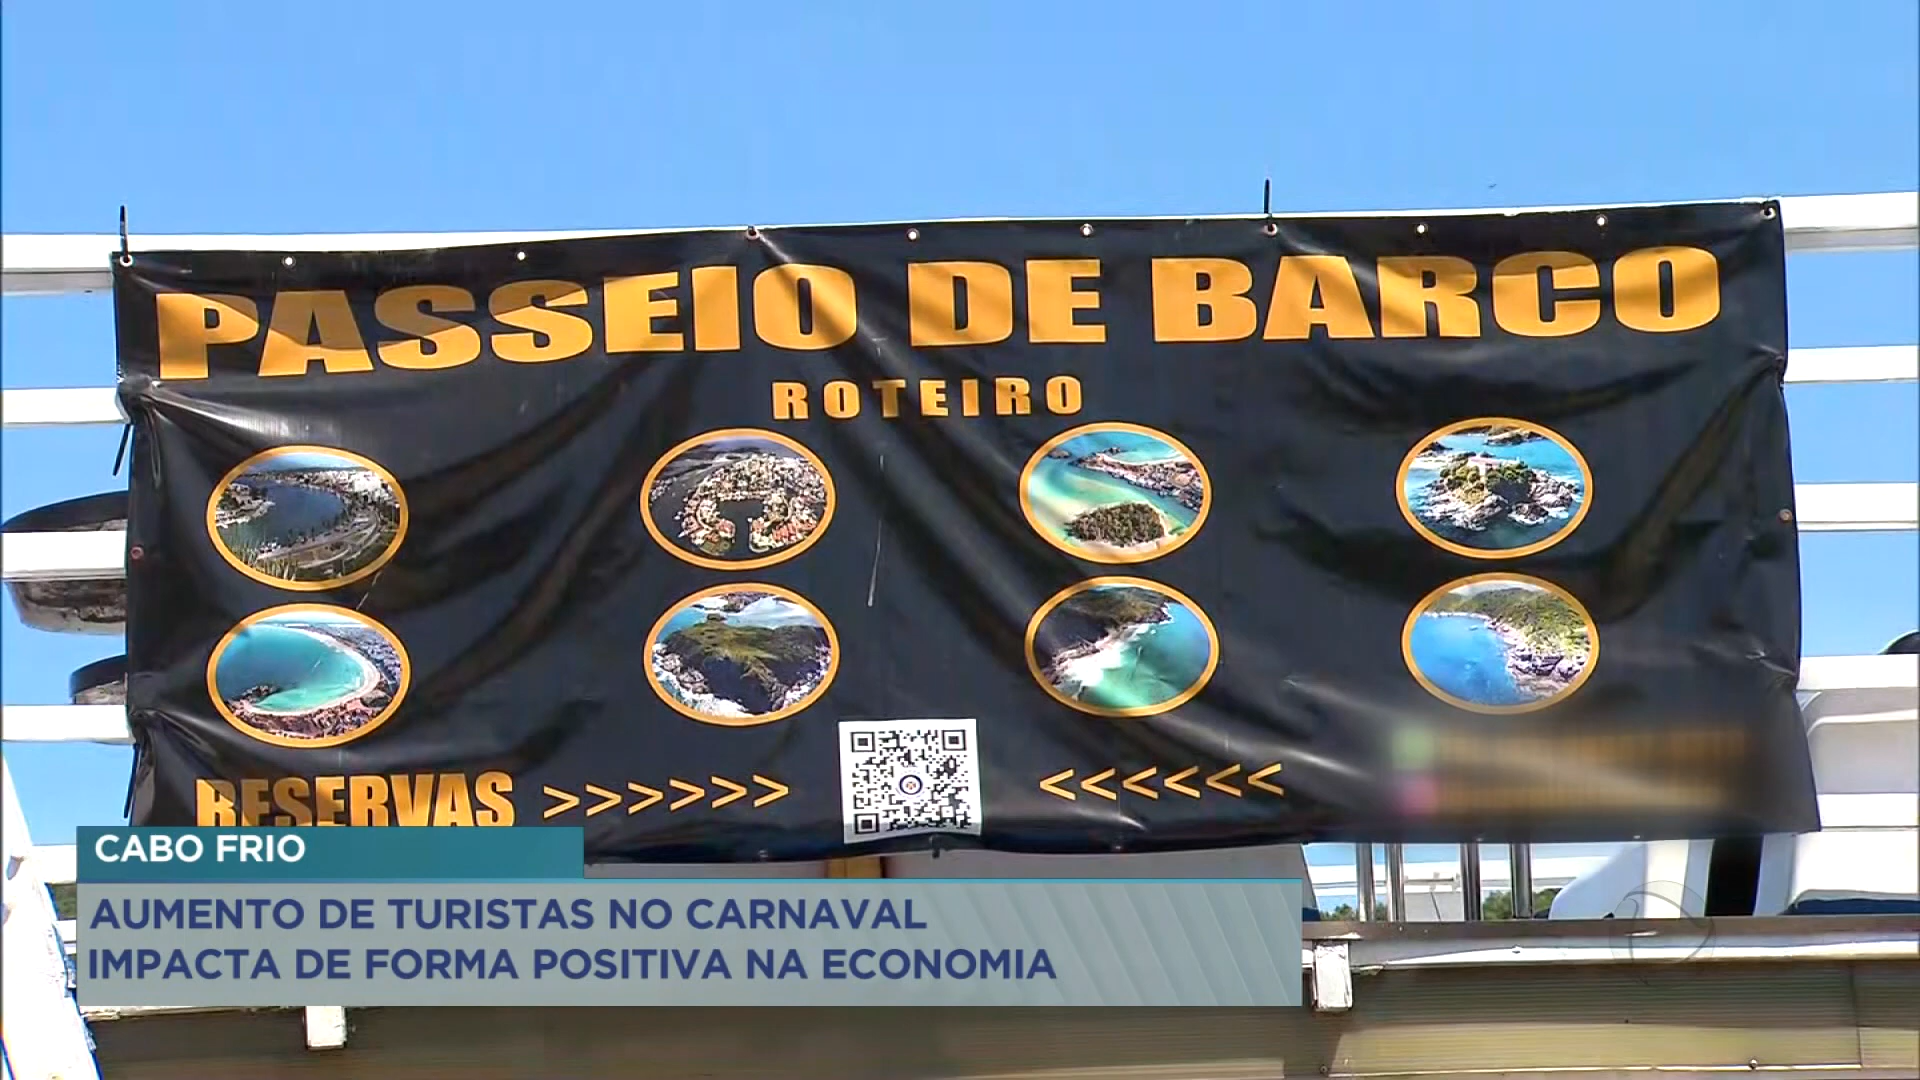 PASSEIO DE BARCO
ROTEIRO
RESERVAS >>>>>> <<<<<<
CABO FRIO
AUMENTO DE TURISTAS NO CARNAVAL
IMPACTA DE FORMA POSITIVA NA ECONOMIA